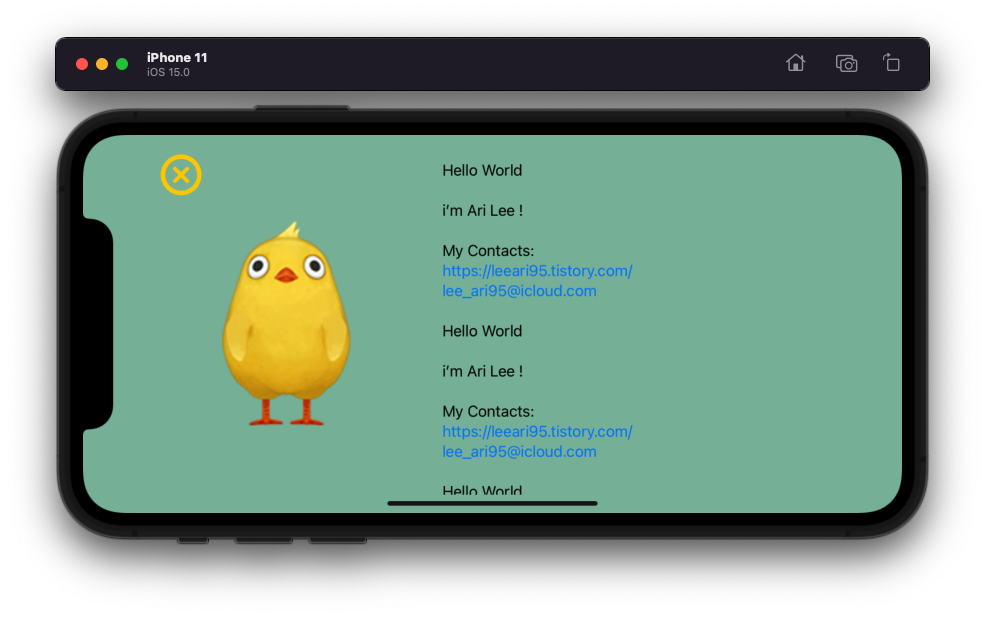 iPhone 11
iOS 15.0
Hello World
i’m Ari Lee !
My Contacts:
https://leeari95.tistory.com/
lee_ari95@icloud.com
Hello World
i’m Ari Lee !
My Contacts:
https://leeari95.tistory.com/
lee_ari95@icloud.com
Hello World